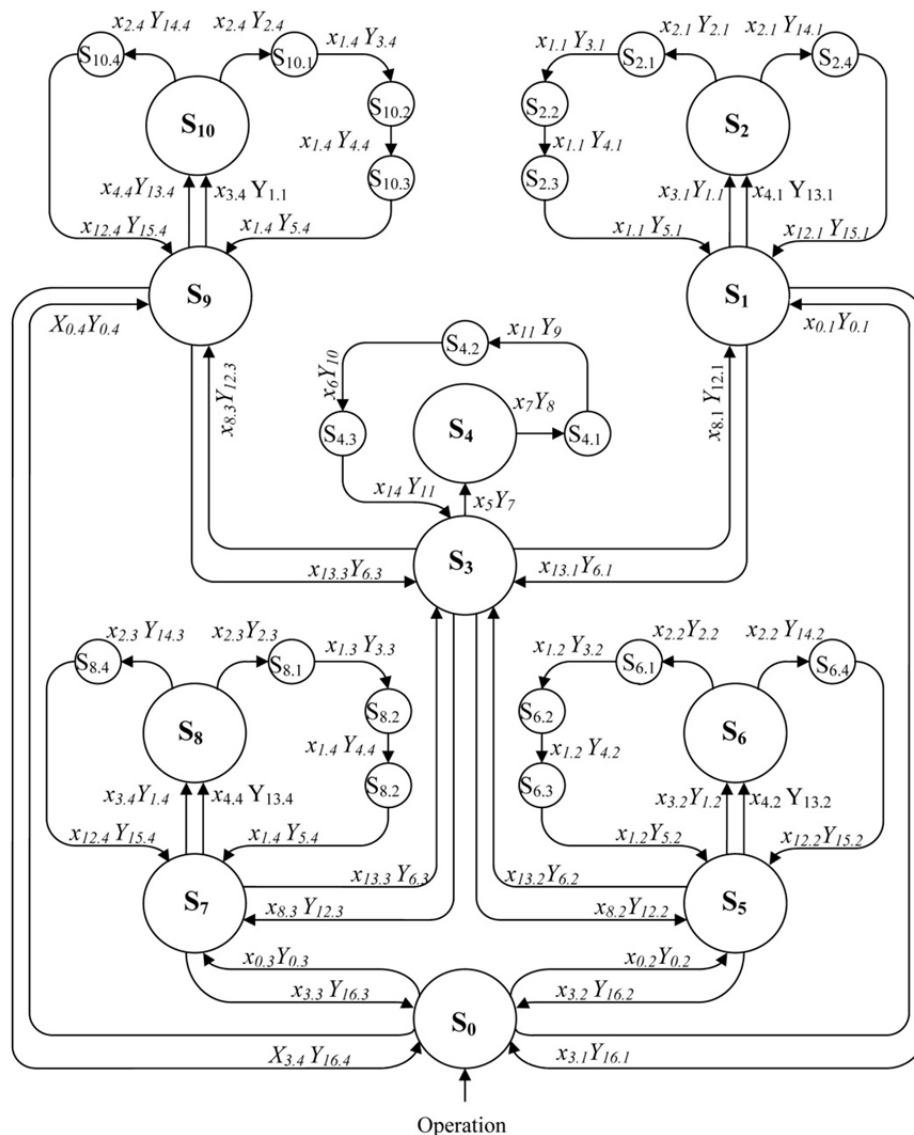 x2.4 Y14.4 x2.4 Y2.4 x1.4 Y3.4
S10.4 S10.1
S10.2
S10
x1.4 Y4.4
S10.3
x4.4 Y13.4 x3.4 Y1.1
x12.4 Y15.4 x1.4 Y5.4
S9
X0.4 Y0.4
x1.1 Y3.1 x2.1 Y2.1 x2.1 Y14.1
S2.1 S2.4
S2.2
S2
x1.1 Y4.1
S2.3
x3.1 Y1.1 x4.1 Y13.1
x1.1 Y5.1 x12.1 Y15.1
S1
x0.1 Y0.1
x8.3 Y12.3
x8.1 Y12.1
x11 Y9
S4.2
x6 Y10
x7 Y8
S4
S4.3 S4.1
x14 Y11 x5 Y7
S3
x13.3 Y6.3 x13.1 Y6.1
x2.3 Y14.3 x2.3 Y2.3 x1.3 Y3.3
S8.4 S8.1
S8.2
S8
x1.4 Y4.4
S8.2
x3.4 Y1.4 x4.4 Y13.4
x12.4 Y15.4 x1.4 Y5.4
S7
x13.3 Y6.3
x8.3 Y12.3
x1.2 Y3.2 x2.2 Y2.2 x2.2 Y14.2
S6.1 S6.4
S6.2
S6
x1.2 Y4.2
S6.3
x3.2 Y1.2 x4.2 Y13.2
x1.2 Y5.2 x12.2 Y15.2
S5
x13.2 Y6.2
x8.2 Y12.2
x0.3 Y0.3 x0.2 Y0.2
x3.3 Y16.3 x3.2 Y16.2
S0
X3.4 Y16.4 x3.1 Y16.1
Operation